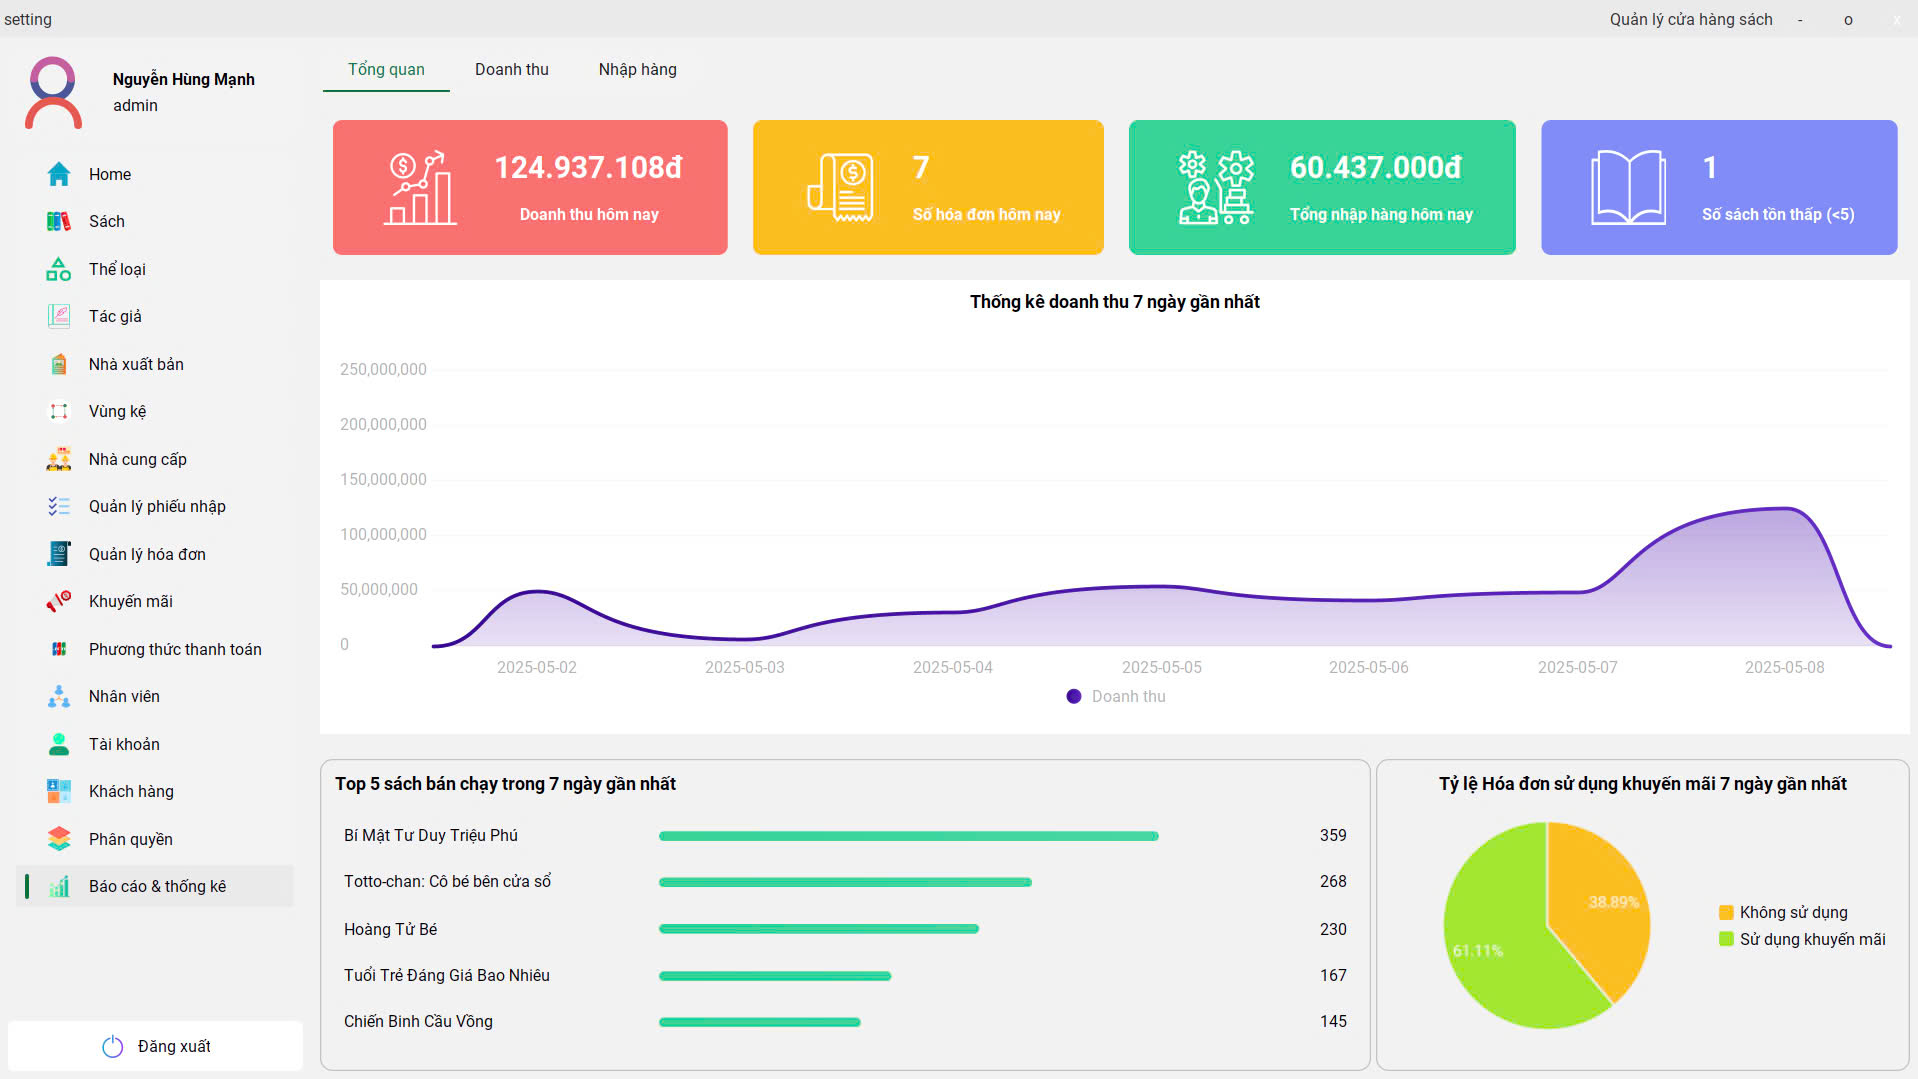 setting
Quản lý cửa hàng sách - o x
Nguyễn Hùng Mạnh
admin
Home
Sách
Thể loại
Tác giả
Nhà xuất bản
Vùng kệ
Nhà cung cấp
Quản lý phiếu nhập
Quản lý hóa đơn
Khuyến mãi
Phương thức thanh toán
Nhân viên
Tài khoản
Khách hàng
Phân quyền
Báo cáo & thống kê
Đăng xuất
Tổng quan Doanh thu Nhập hàng
124.937.108đ
Doanh thu hôm nay
7
Số hóa đơn hôm nay
60.437.000đ
Tổng nhập hàng hôm nay
1
Số sách tồn thấp (<5)
Thống kê doanh thu 7 ngày gần nhất
250,000,000
200,000,000
150,000,000
100,000,000
50,000,000
0
2025-05-02 2025-05-03 2025-05-04 2025-05-05 2025-05-06 2025-05-07 2025-05-08
Doanh thu
Top 5 sách bán chạy trong 7 ngày gần nhất
Bí Mật Tư Duy Triệu Phú 359
Totto-chan: Cô bé bên cửa sổ 268
Hoàng Tử Bé 230
Tuổi Trẻ Đáng Giá Bao Nhiêu 167
Chiến Binh Cầu Vồng 145
Tỷ lệ Hóa đơn sử dụng khuyến mãi 7 ngày gần nhất
38.89%
61.11%
Không sử dụng
Sử dụng khuyến mãi